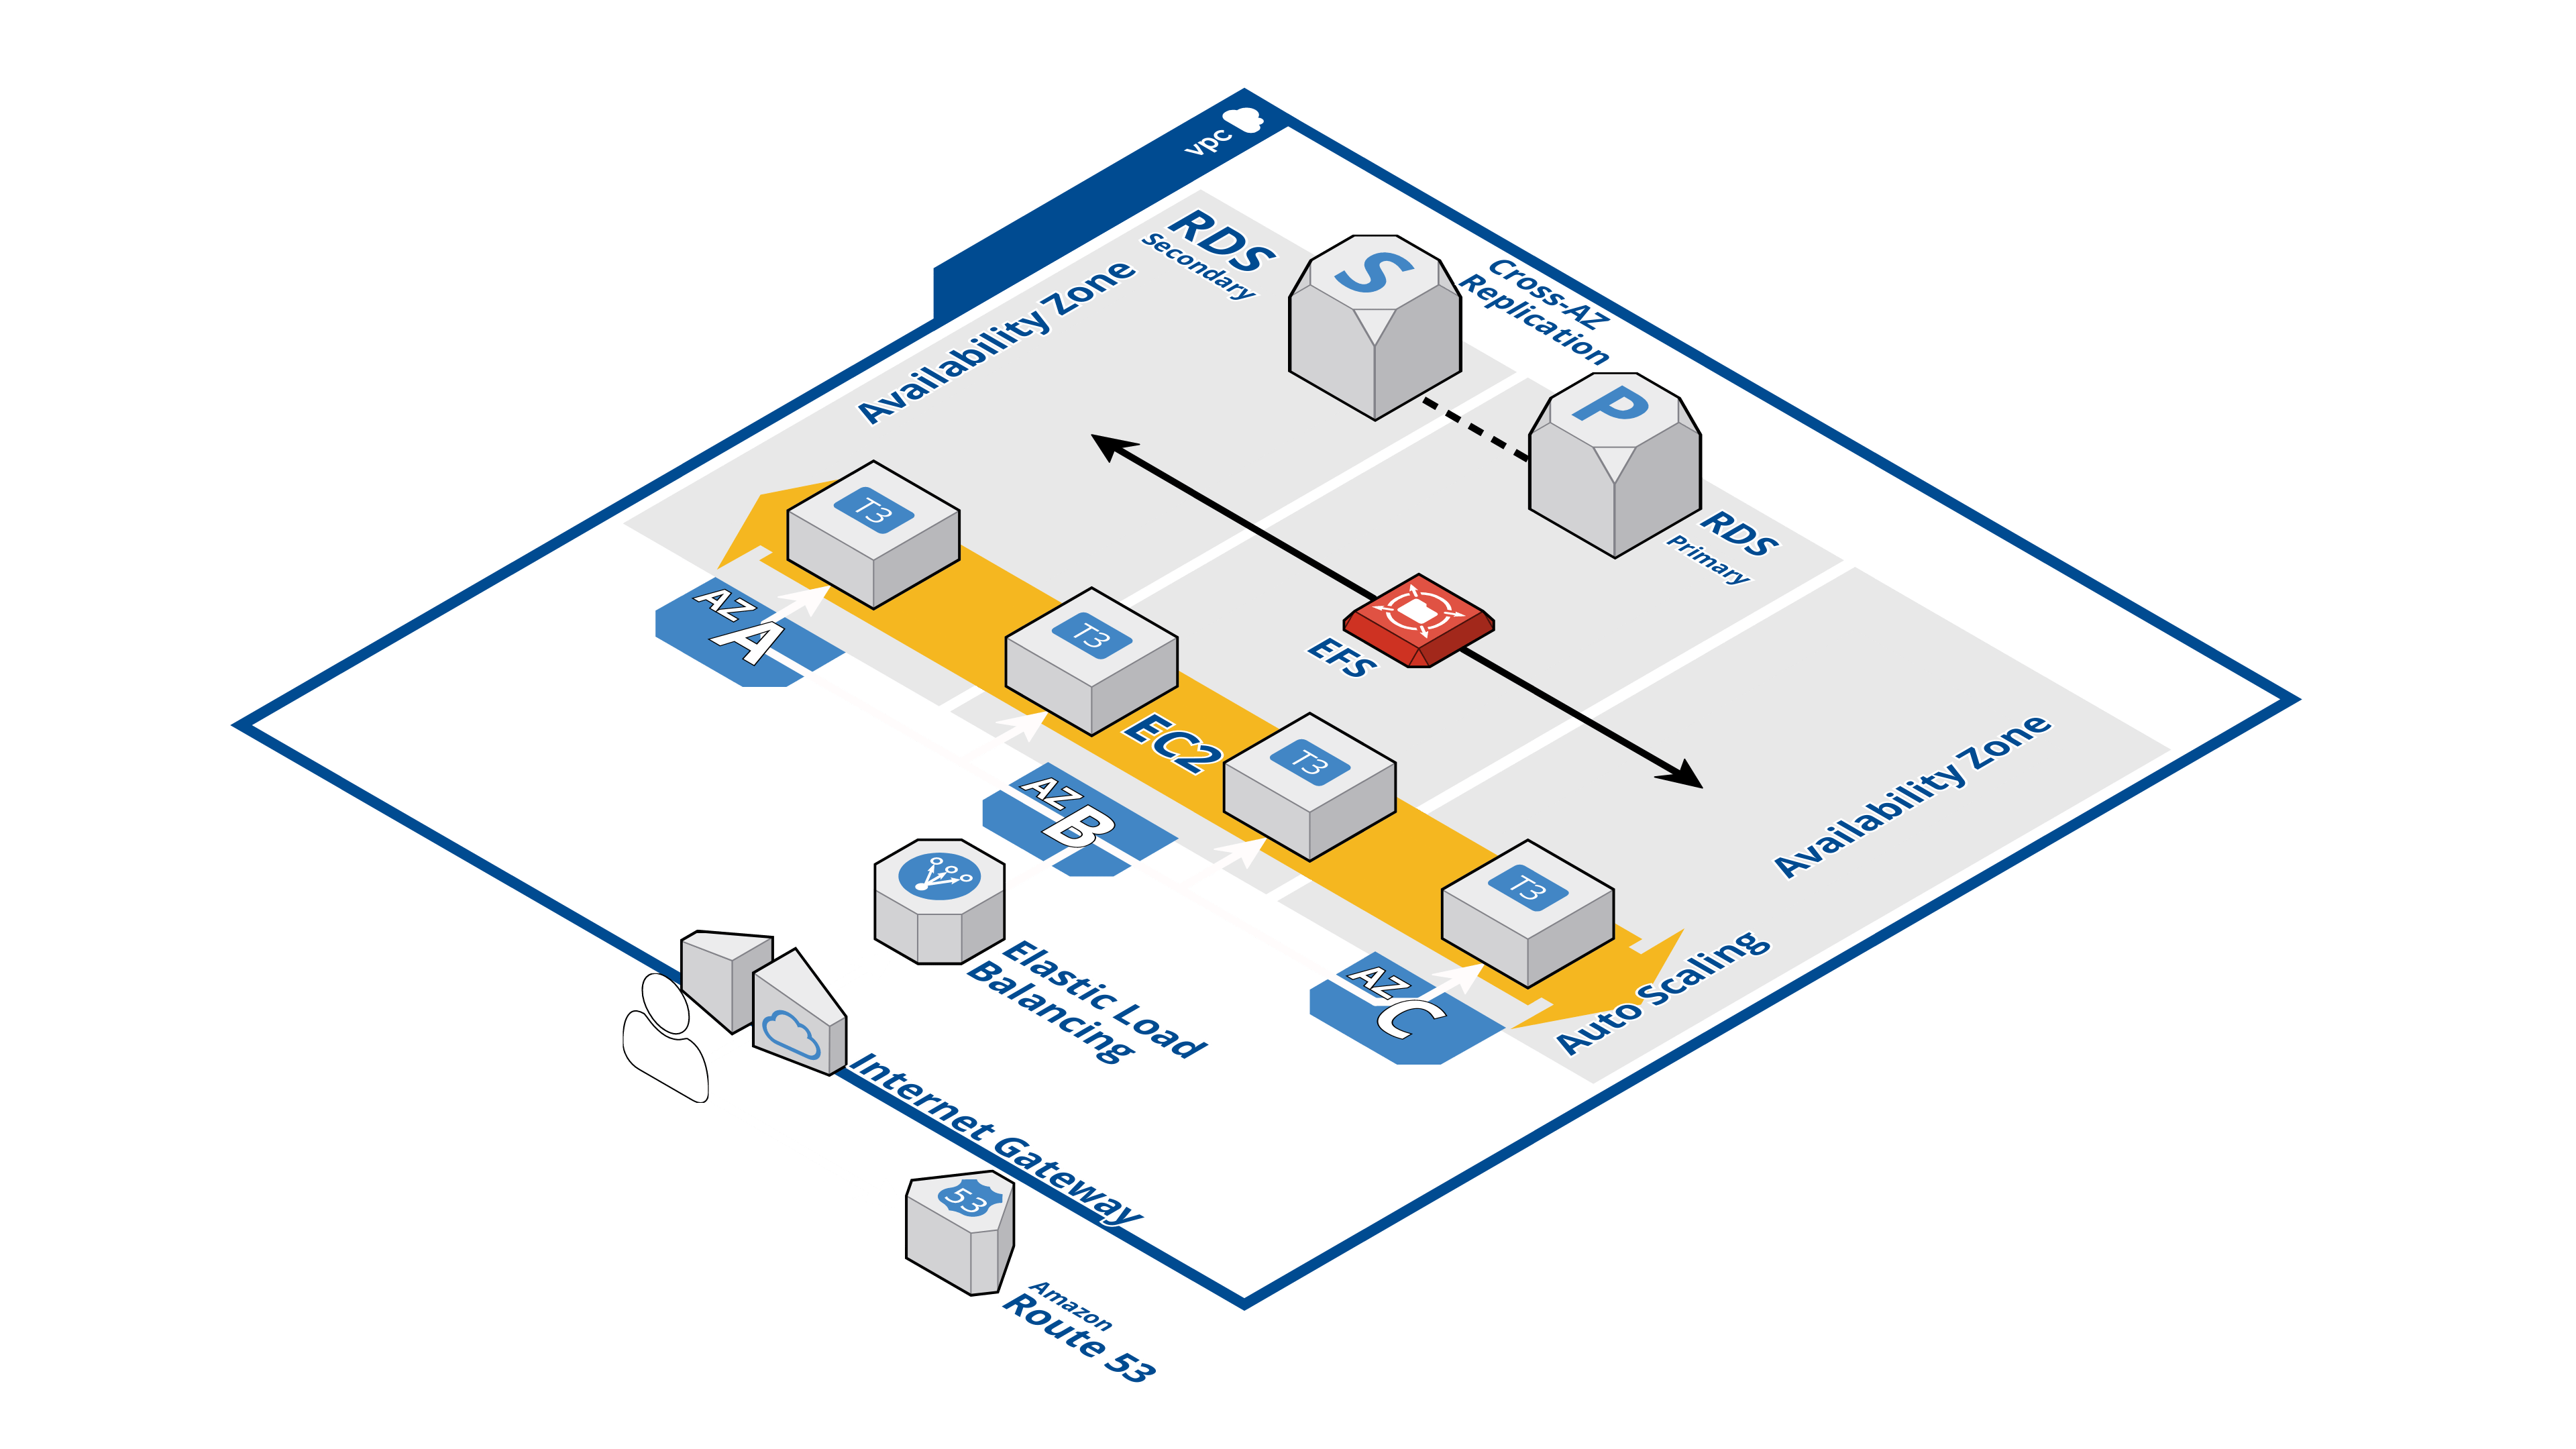 vpc
RDS
Secondary
Availability Zone
S
Cross-AZ
Replication
P
RDS
Primary
T3
T3
T3
T3
EFS
EC2
AZ
A
AZ
B
AZ
C
Availability Zone
Auto Scaling
Elastic Load
Balancing
Internet Gateway
53
Amazon
Route 53